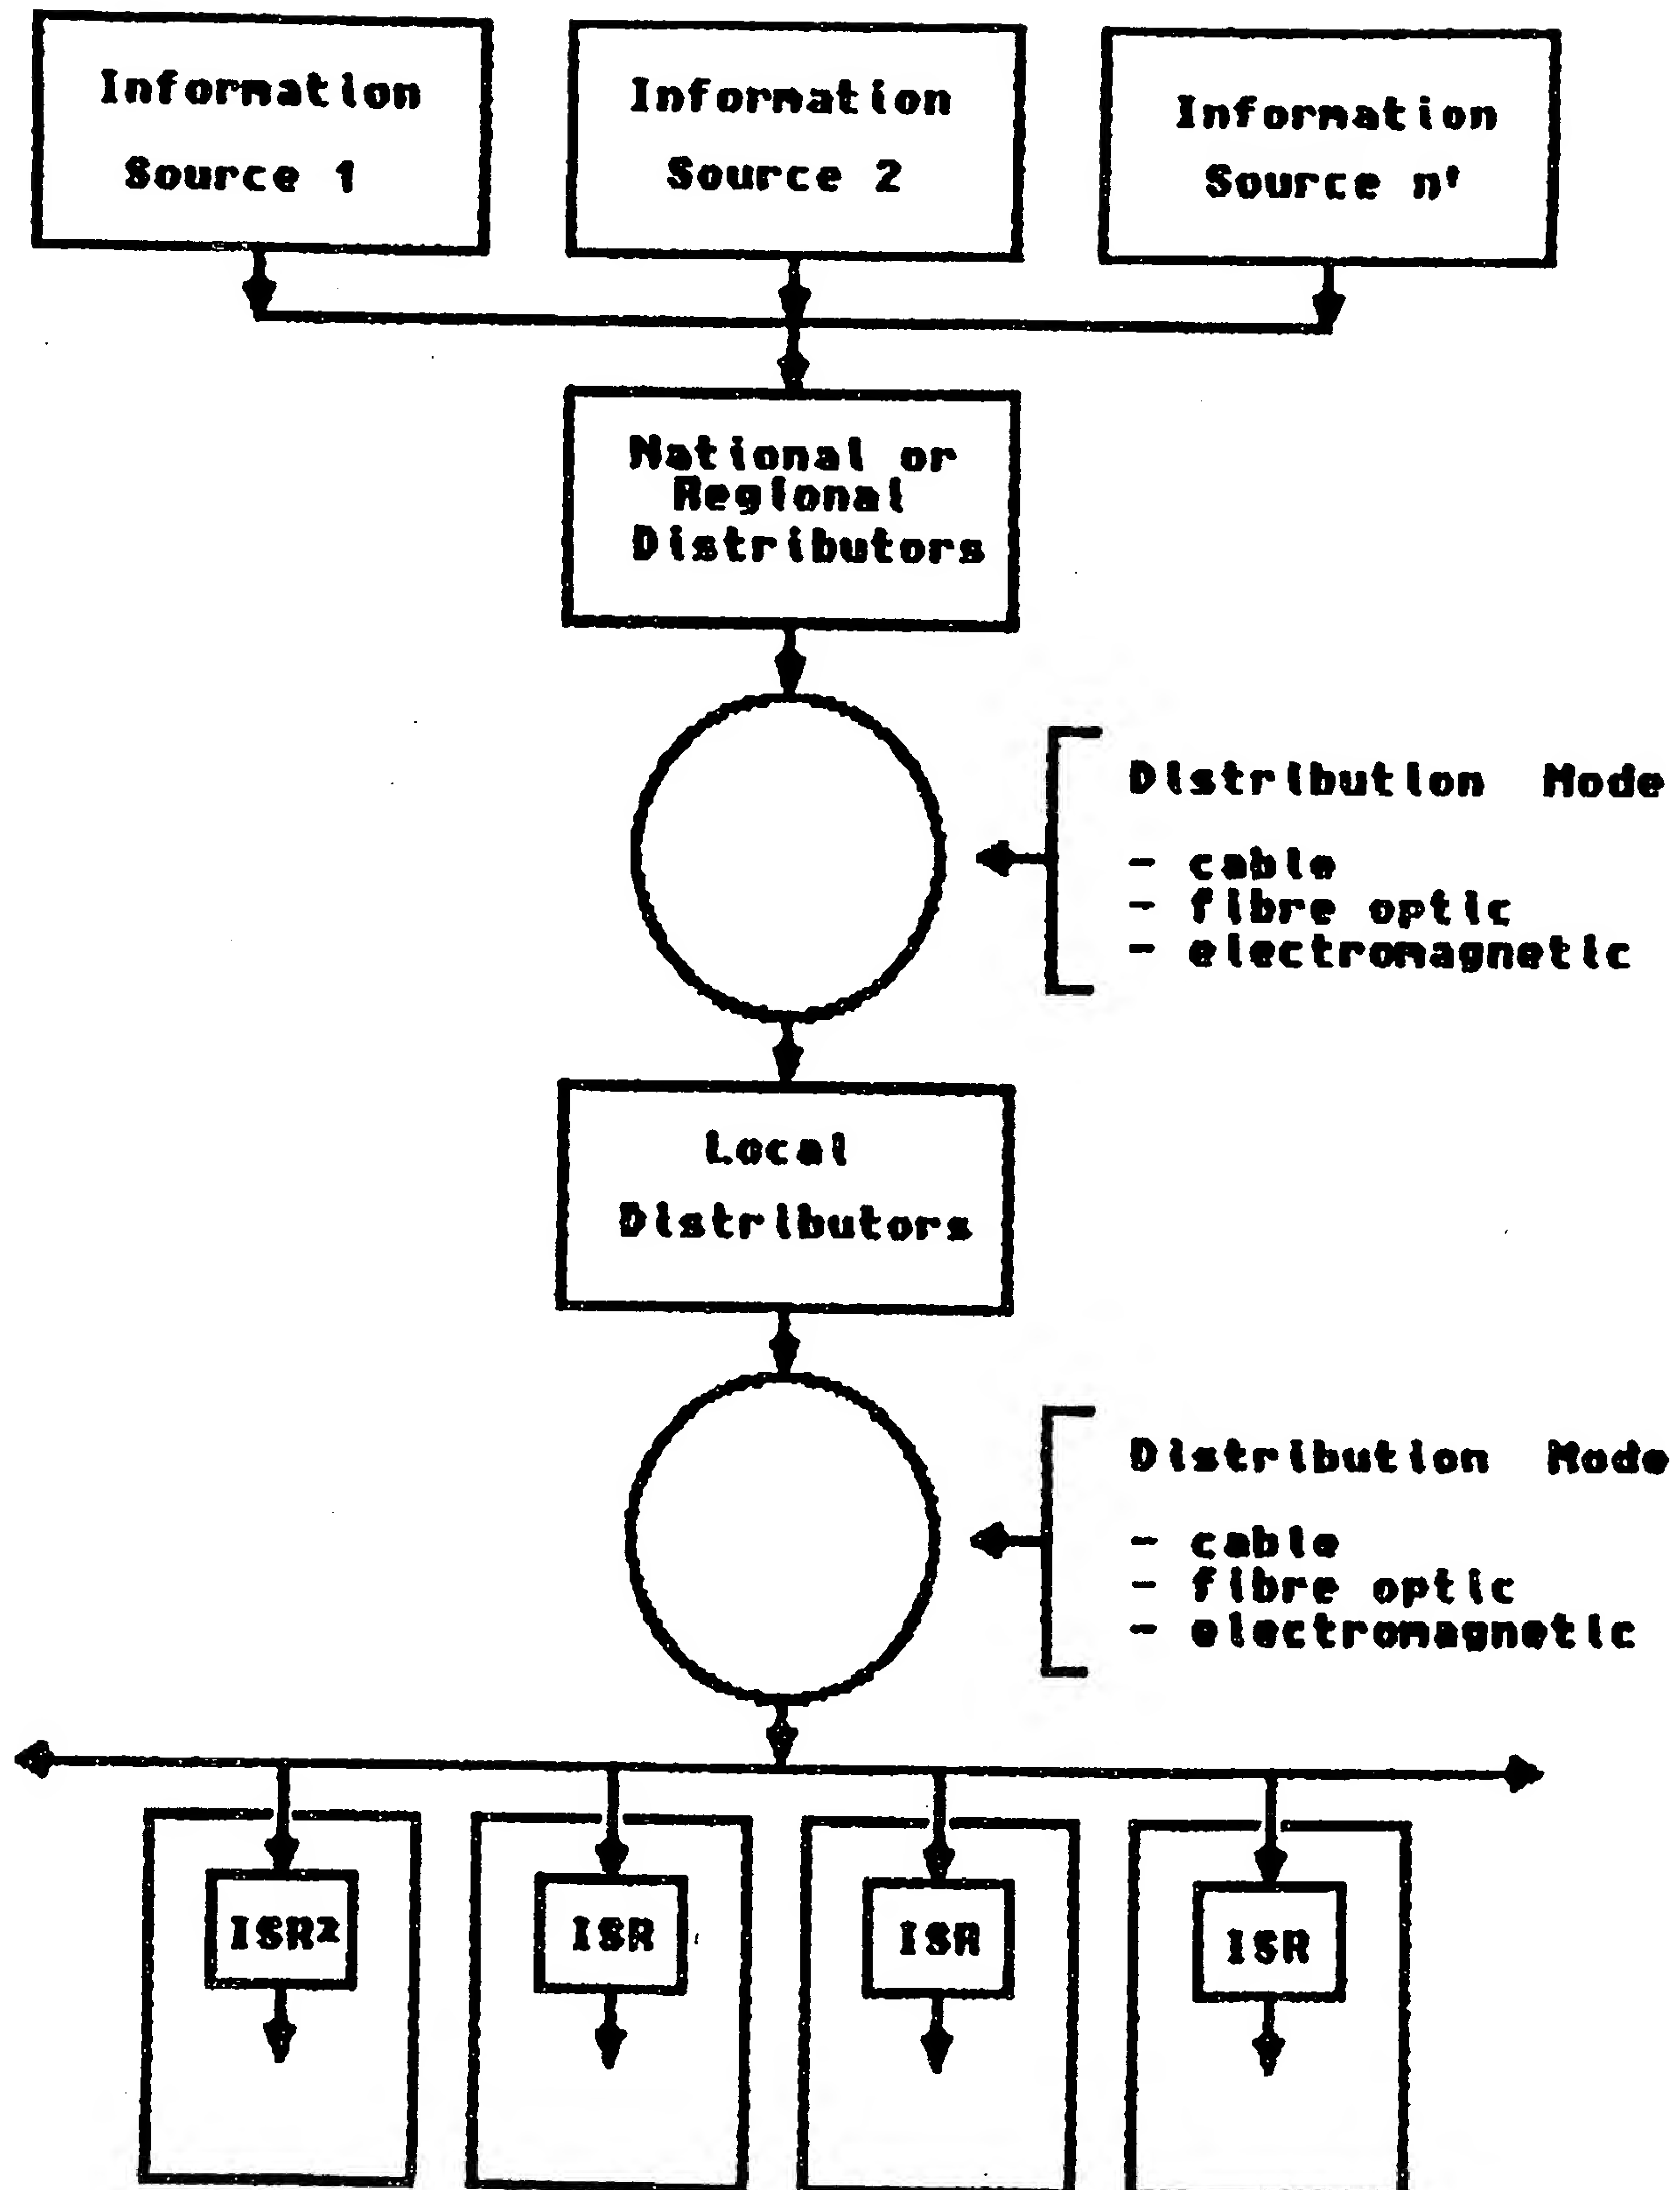 Information
Source 1
Information
Source 2
Information
Source n'
National or
Regional
Distributors
Distribution Mode
- cable
- fibre optic
- electromagnetic
Local
Distributors
Distribution Mode
- cable
- fibre optic
- electromagnetic
ISR²
ISR
ISR
ISR